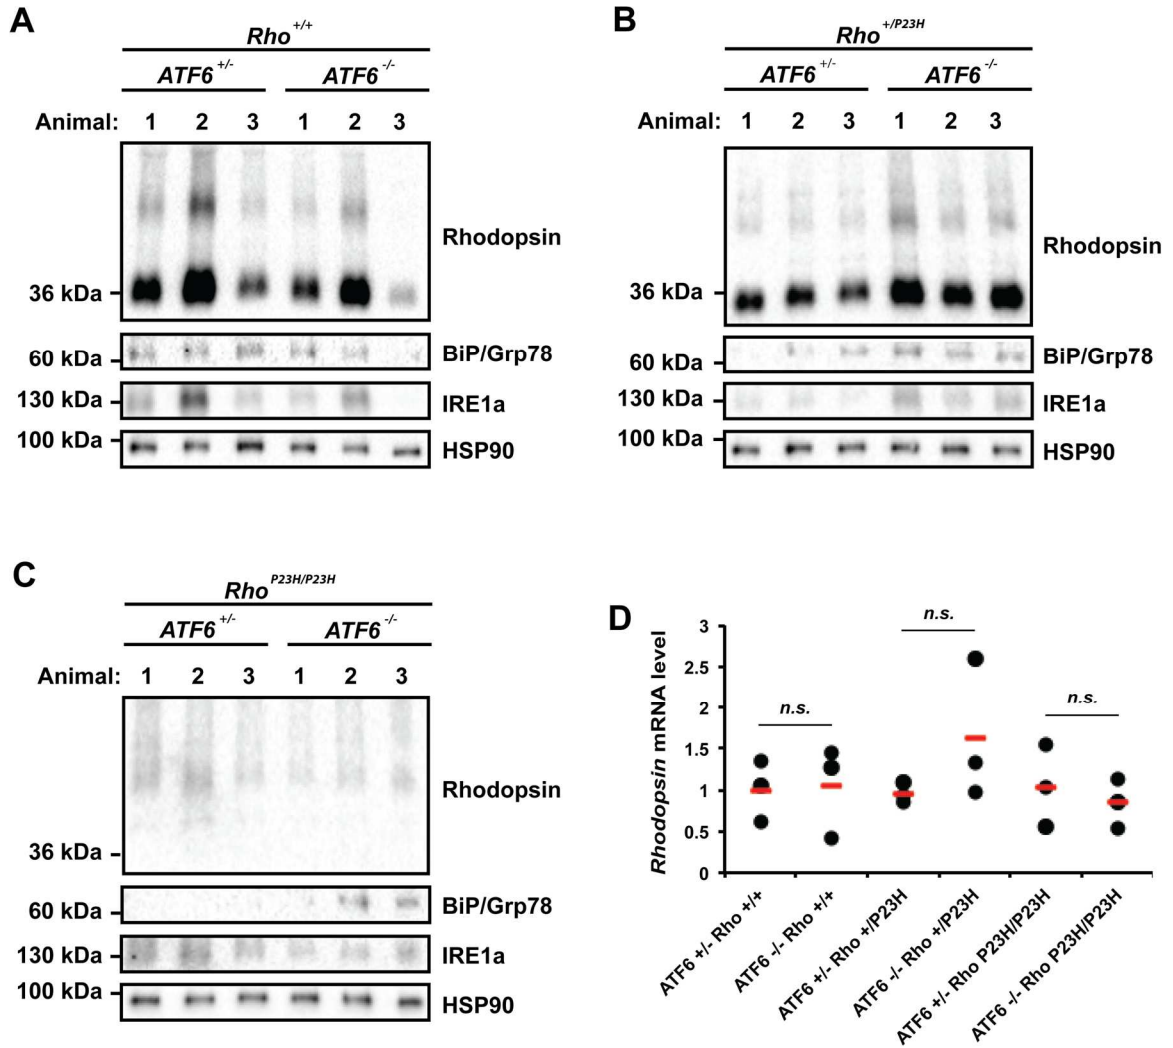 A
Rho +/+
ATF6 +/- ATF6 -/-
Animal: 1 2 3 1 2 3
Rhodopsin
36 kDa
BiP/Grp78
60 kDa
130 kDa IRE1a
100 kDa
HSP90
B
Rho +/P23H
ATF6 +/- ATF6 -/-
Animal: 1 2 3 1 2 3
Rhodopsin
36 kDa
BiP/Grp78
60 kDa
130 kDa IRE1a
100 kDa
HSP90
C
Rho P23H/P23H
ATF6 +/- ATF6 -/-
Animal: 1 2 3 1 2 3
Rhodopsin
36 kDa
BiP/Grp78
60 kDa
130 kDa IRE1a
100 kDa
HSP90
D
Rhodopsin mRNA level
3
2.5
2
1.5
1
0.5
0
n.s.
n.s.
n.s.
ATF6 +/- Rho +/+
ATF6 -/- Rho +/+
ATF6 +/- Rho +/P23H
ATF6 -/- Rho +/P23H
ATF6 +/- Rho P23H/P23H
ATF6 -/- Rho P23H/P23H